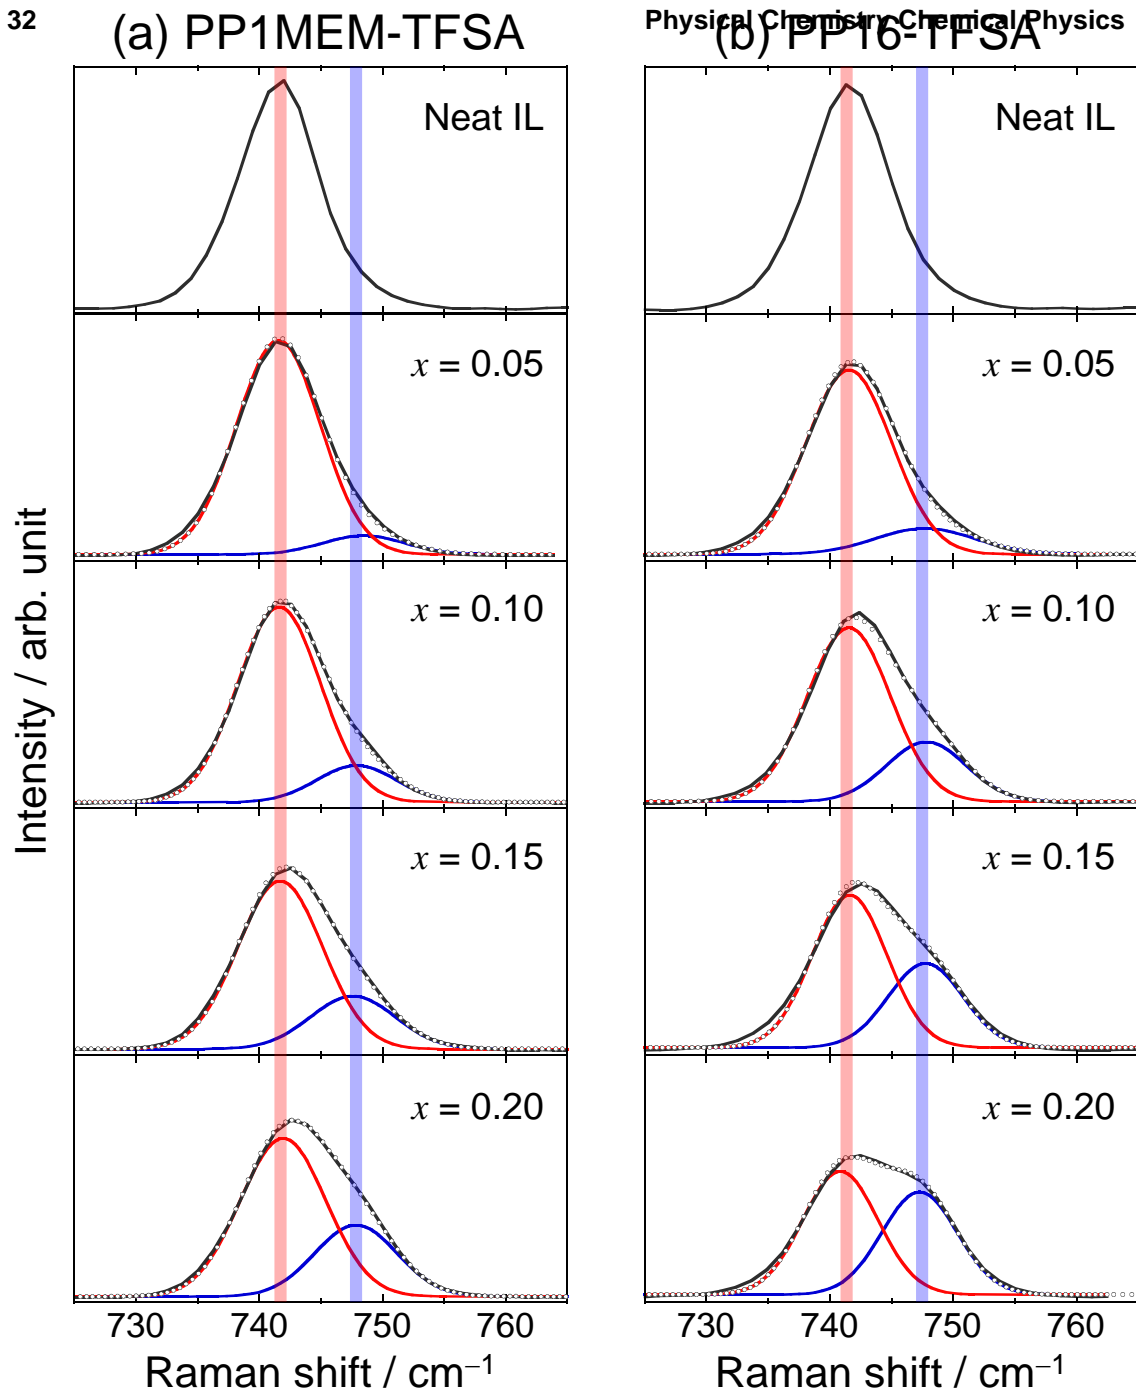 32
Physical Chemistry Chemical Physics
(a) PP1MEM-TFSA
(b) PP16-TFSA
Neat IL
Neat IL
x = 0.05
x = 0.05
x = 0.10
x = 0.10
x = 0.15
x = 0.15
x = 0.20
x = 0.20
Intensity / arb. unit
730 740 750 760
730 740 750 760
Raman shift / cm−1
Raman shift / cm−1